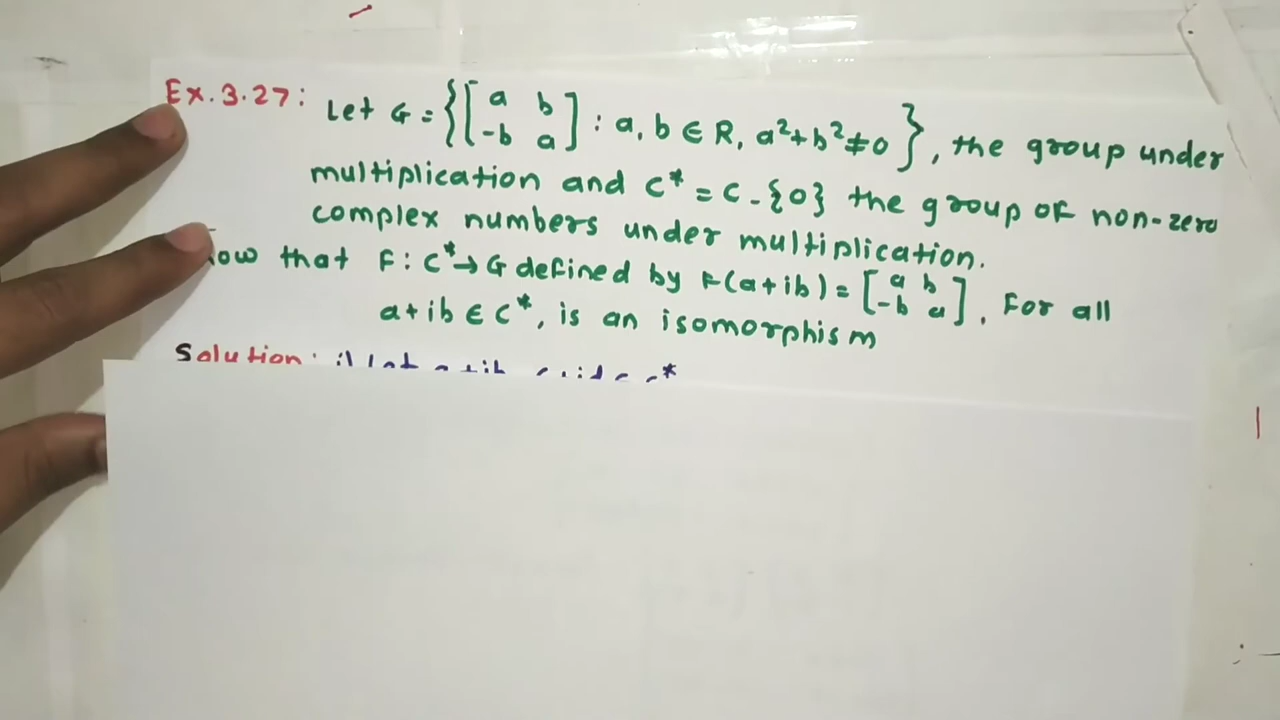 Ex. 3.27: Let G = {[a b -b a] : a, b ∈ R, a²+b²≠0}, the group under
multiplication and C* = C - {0} the group of non-zero
complex numbers under multiplication.
that F: C* → G defined by F(a+ib) = [a b -b a], For all
a+ib ∈ C*, is an isomorphism
Solution: